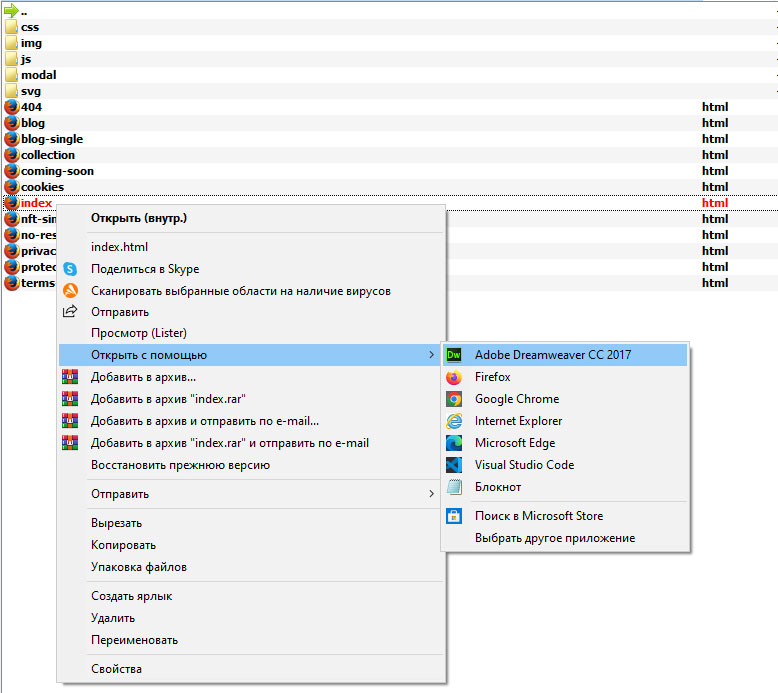 ..
css
img
js
modal
svg
404 html
blog html
blog-single html
collection html
coming-soon html
cookies html
index html
nft-sin html
no-res html
privac html
protec html
terms html
Открыть (внутр.)
index.html
Поделиться в Skype
Сканировать выбранные области на наличие вирусов
Отправить
Просмотр (Lister)
Открыть с помощью
Добавить в архив...
Добавить в архив "index.rar"
Добавить в архив и отправить по e-mail...
Добавить в архив "index.rar" и отправить по e-mail
Восстановить прежнюю версию
Отправить
Вырезать
Копировать
Упаковка файлов
Создать ярлык
Удалить
Переименовать
Свойства
Dw Adobe Dreamweaver CC 2017
Firefox
Google Chrome
Internet Explorer
Microsoft Edge
Visual Studio Code
Блокнот
Поиск в Microsoft Store
Выбрать другое приложение